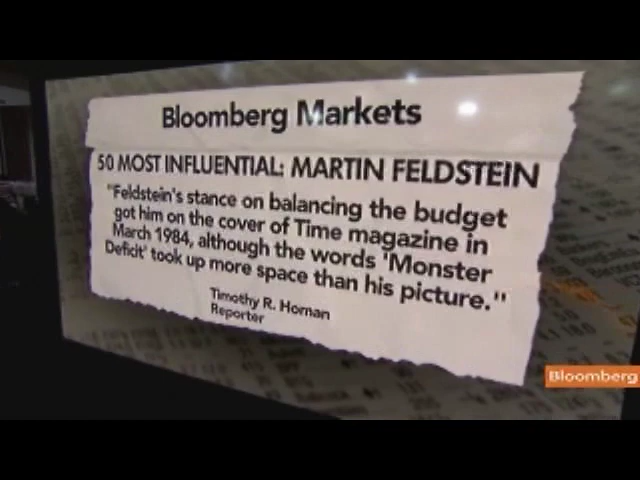 Bloomberg Markets
50 MOST INFLUENTIAL: MARTIN FELDSTEIN
"Feldstein's stance on balancing the budget
got him on the cover of Time magazine in
March 1984, although the words 'Monster
Deficit' took up more space than his picture."
Timothy R. Homan
Reporter
Bloomberg